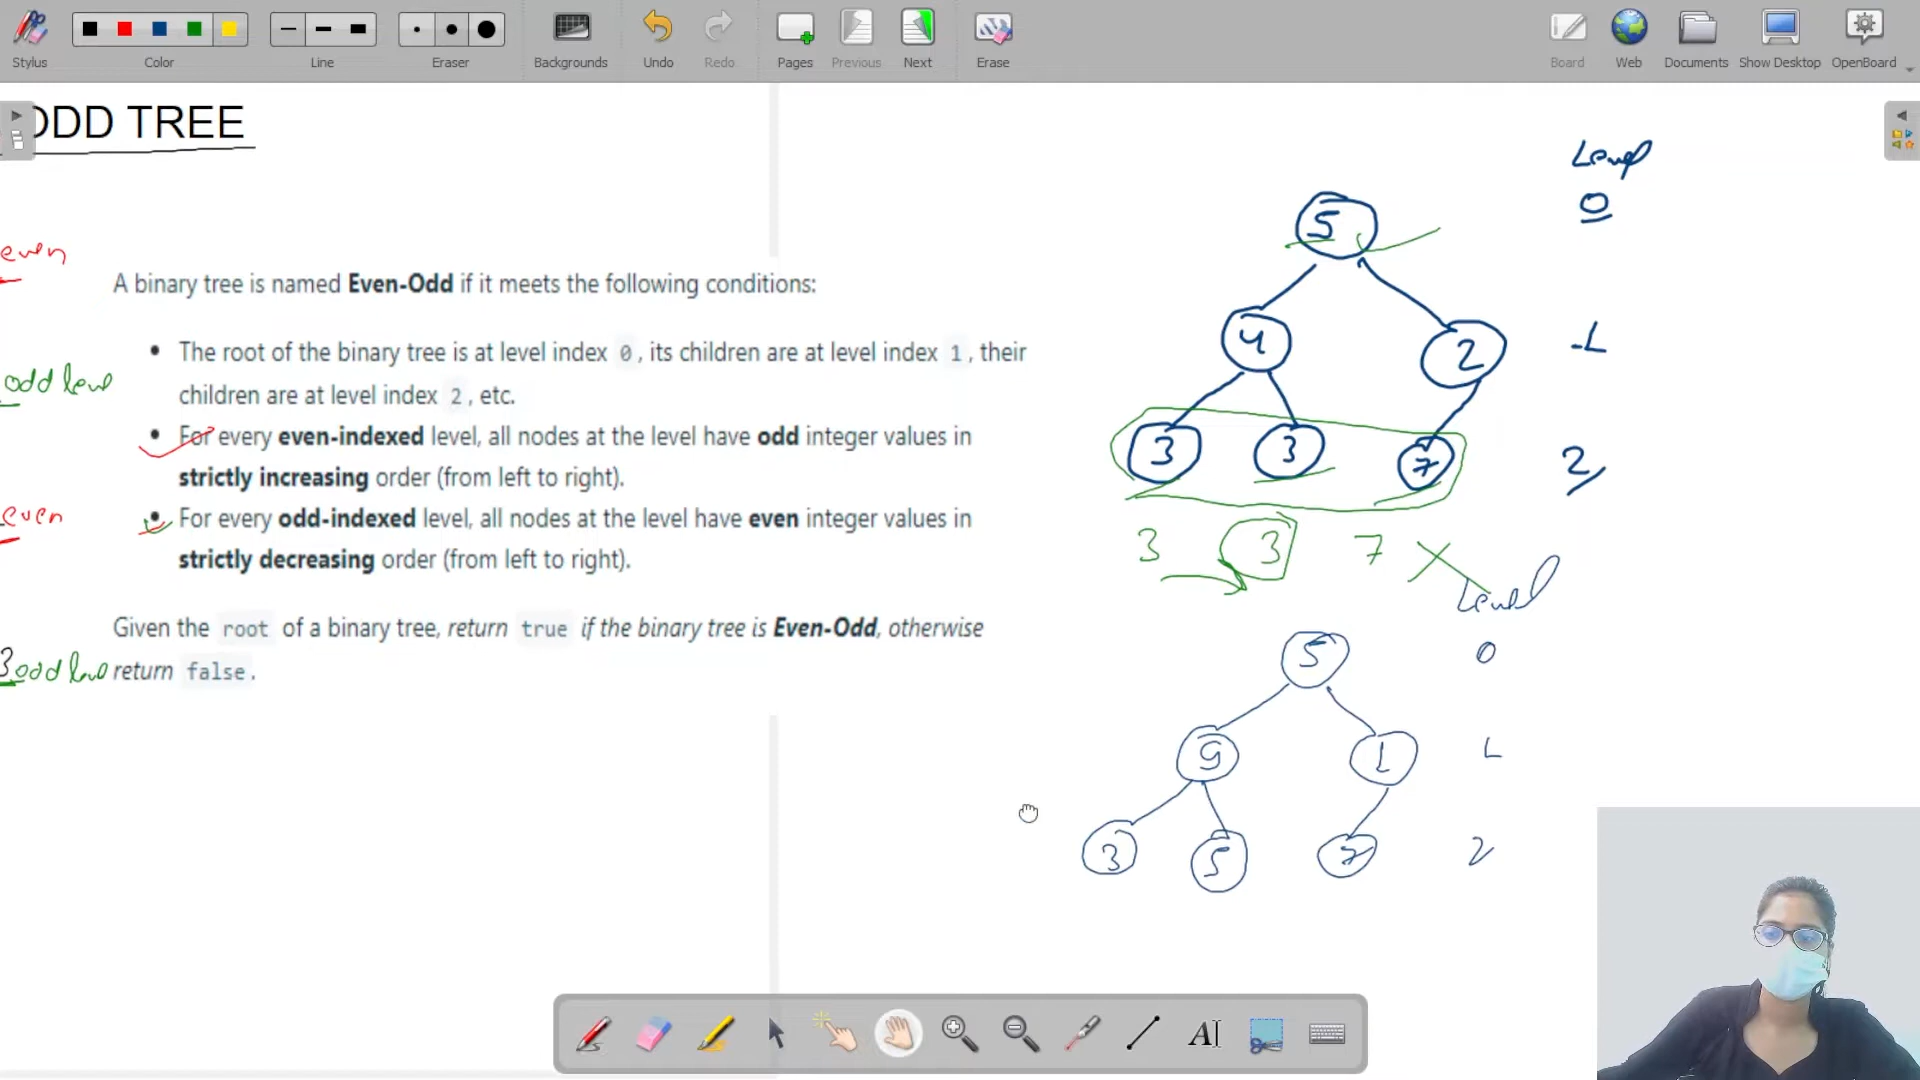 Stylus
Color
Line
Eraser
Backgrounds
Undo
Redo
Pages
Previous
Next
Erase
Board
Web
Documents
Show Desktop
OpenBoard
ODD TREE
even
odd level
even
3 odd level
A binary tree is named Even-Odd if it meets the following conditions:
• The root of the binary tree is at level index 0, its children are at level index 1, their
children are at level index 2, etc.
• For every even-indexed level, all nodes at the level have odd integer values in
strictly increasing order (from left to right).
• For every odd-indexed level, all nodes at the level have even integer values in
strictly decreasing order (from left to right).
Given the root of a binary tree, return true if the binary tree is Even-Odd, otherwise
return false.
Level
5 0
4 2 1
3 3 7 2
3 3 7
Level
5 0
9 1 1
3 5 7 2
AI